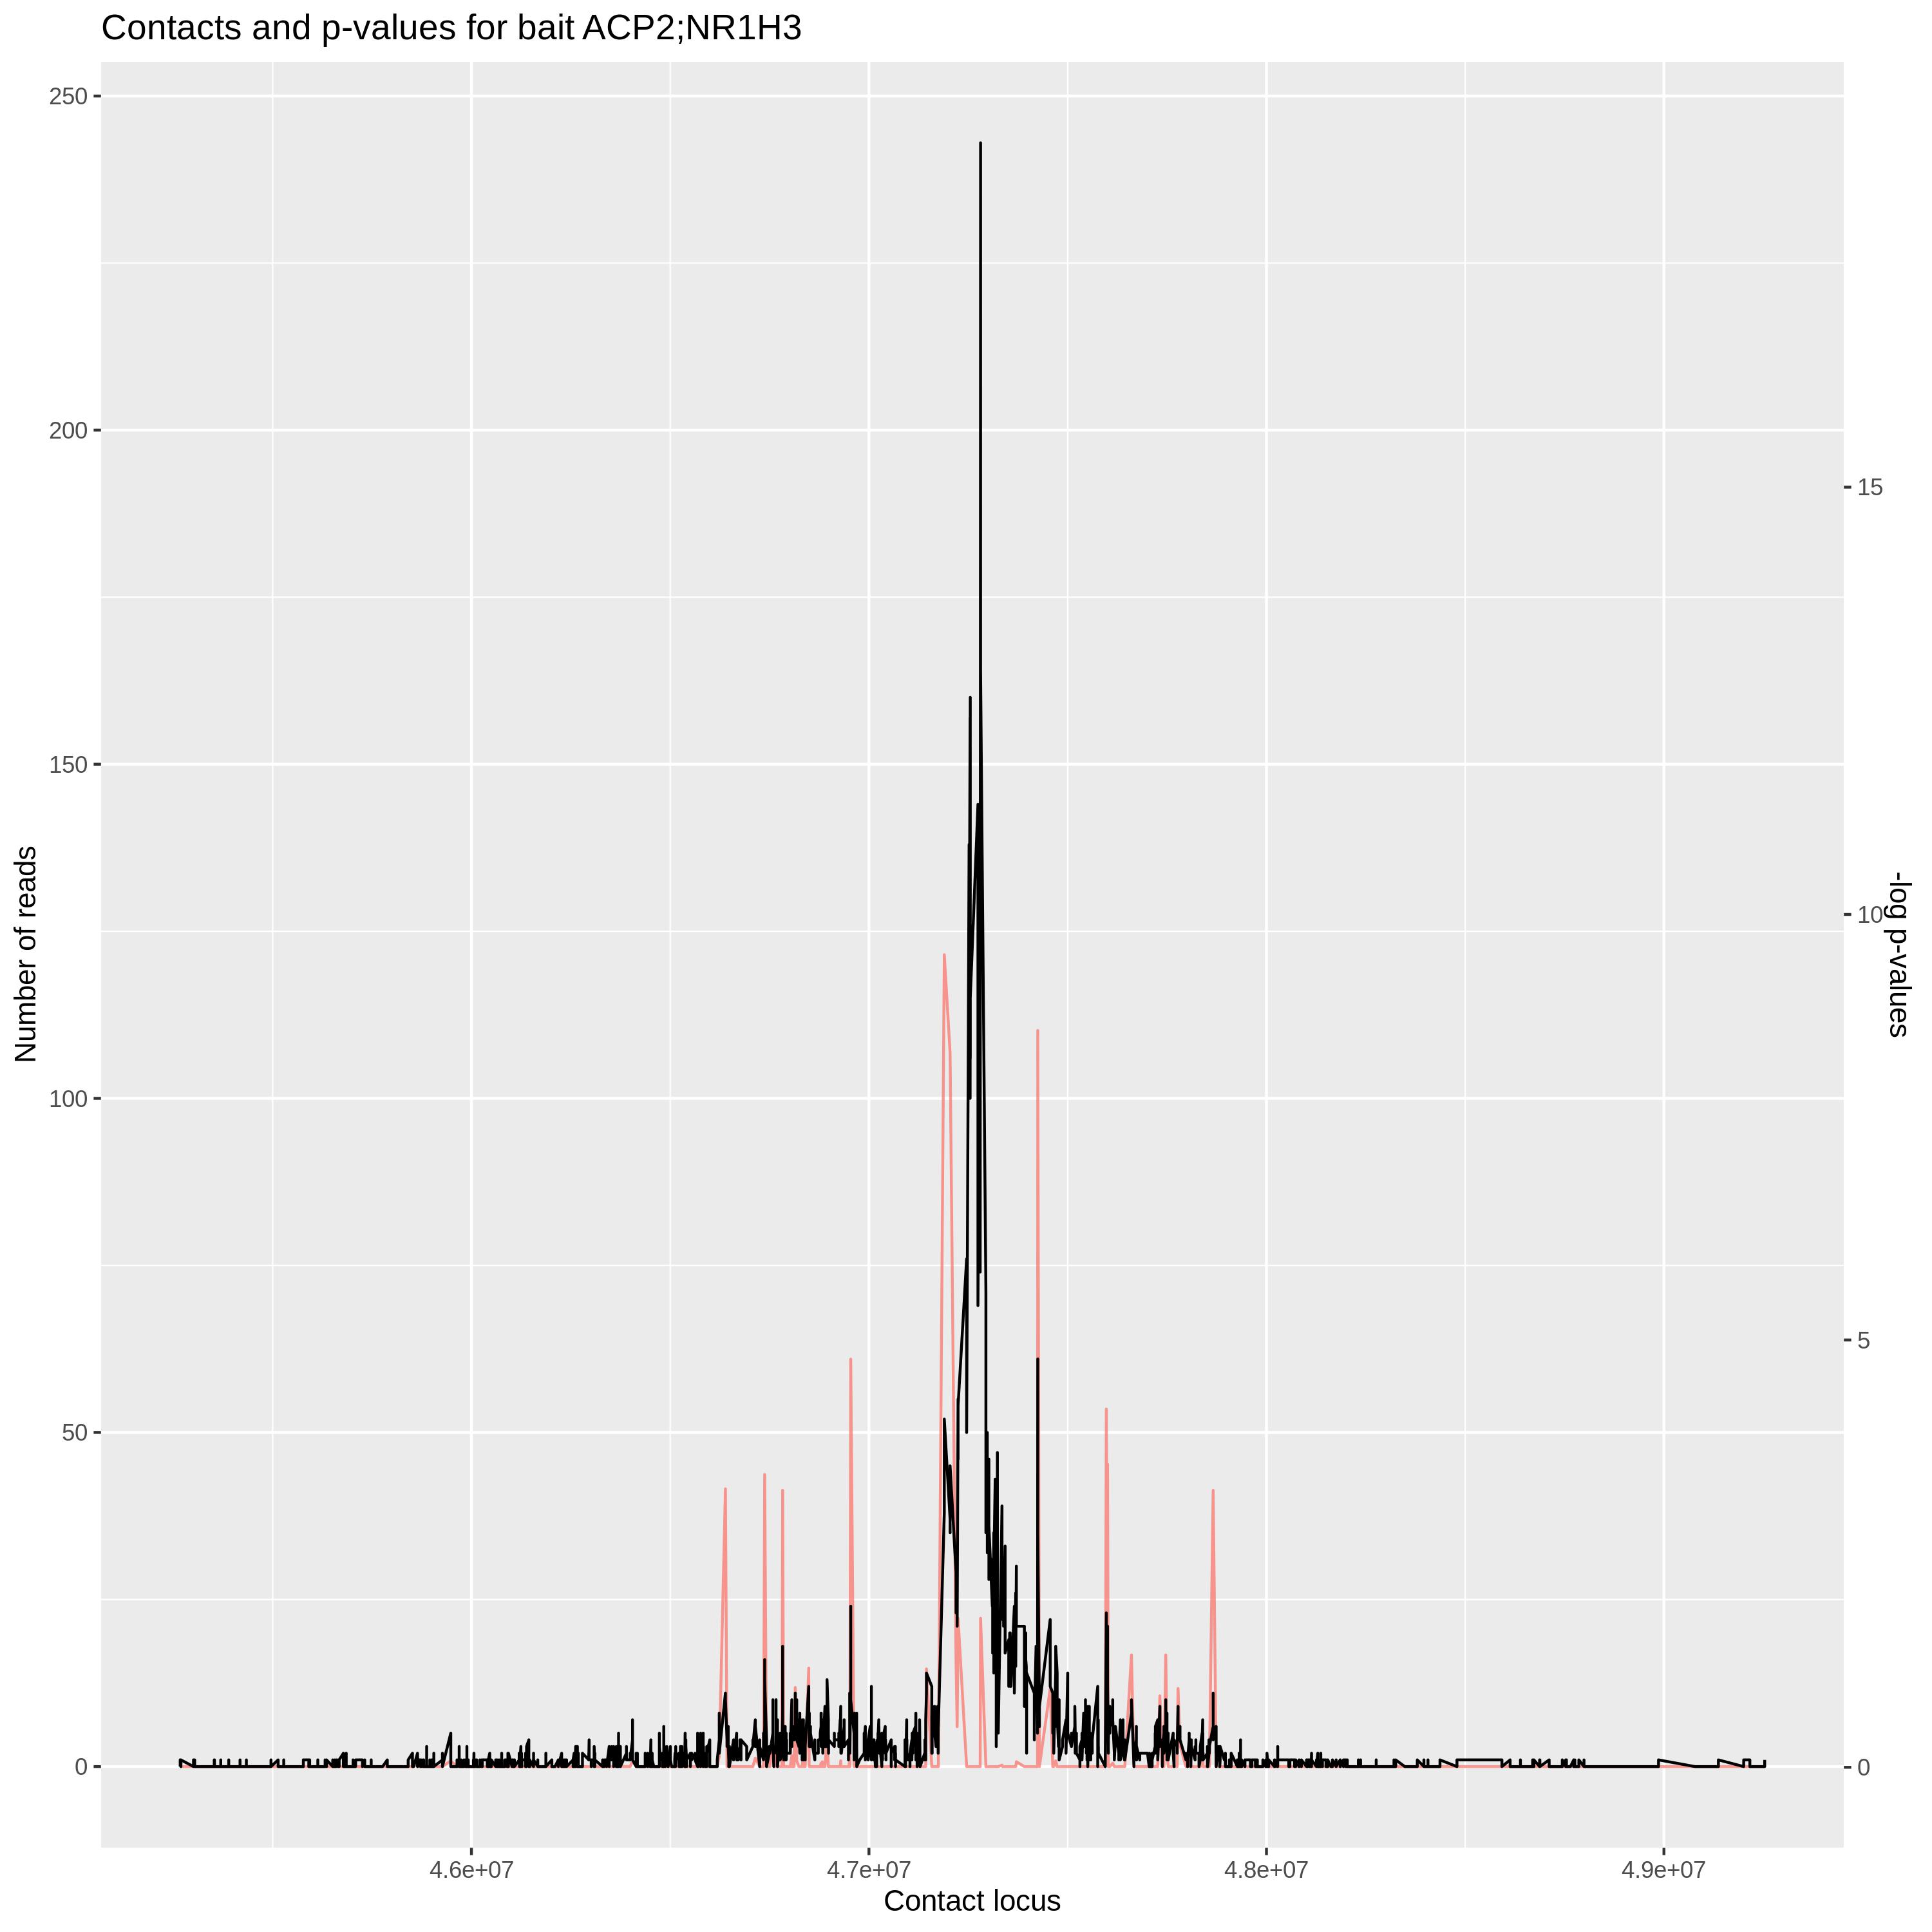 Contacts and p-values for bait ACP2;NR1H3
250
200
150
100
50
0
Number of reads
15
10
5
0
-log p-values
4.6e+07
4.7e+07
4.8e+07
4.9e+07
Contact locus